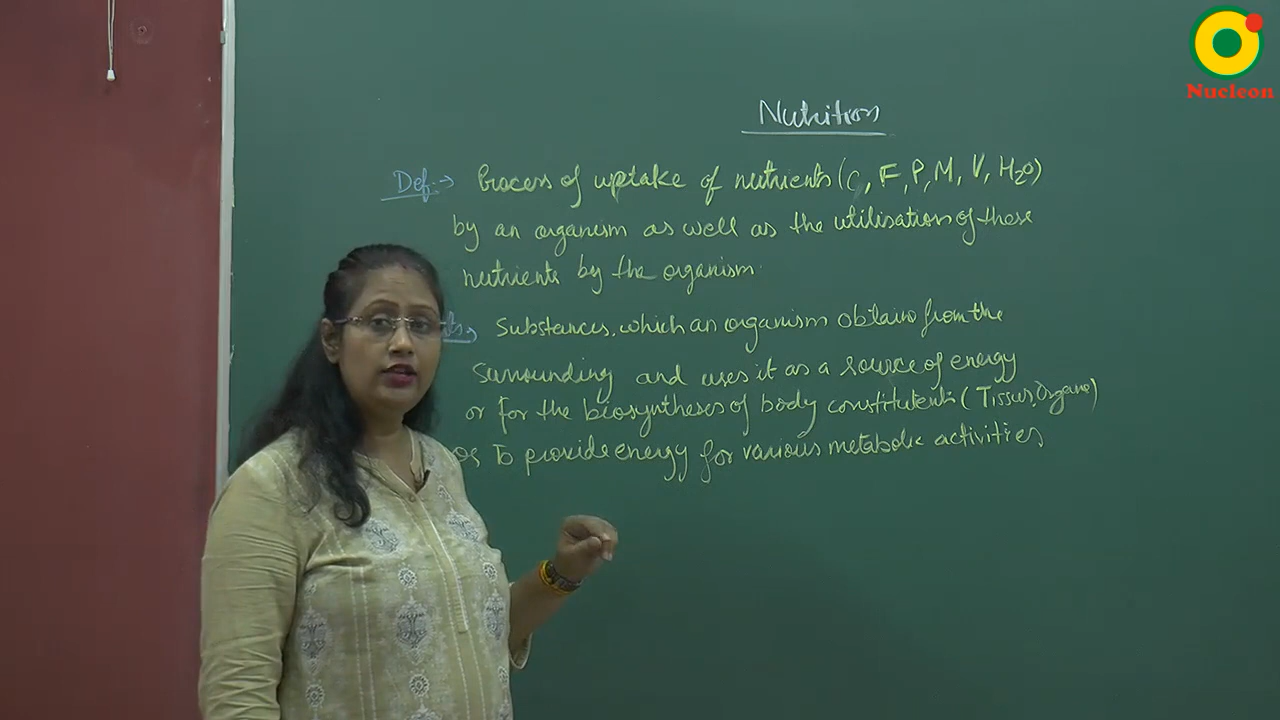 Nucleon
Nutrition
Def:→ Process of uptake of nutrients (C, F, P, M, V, H2O)
by an organism as well as the utilisation of these
nutrients by the organism.
Substances, which an organism obtains from the
surrounding and uses it as a source of energy
or for the biosyntheses of body constituents (Tissues, Organs)
or To provide energy for various metabolic activities